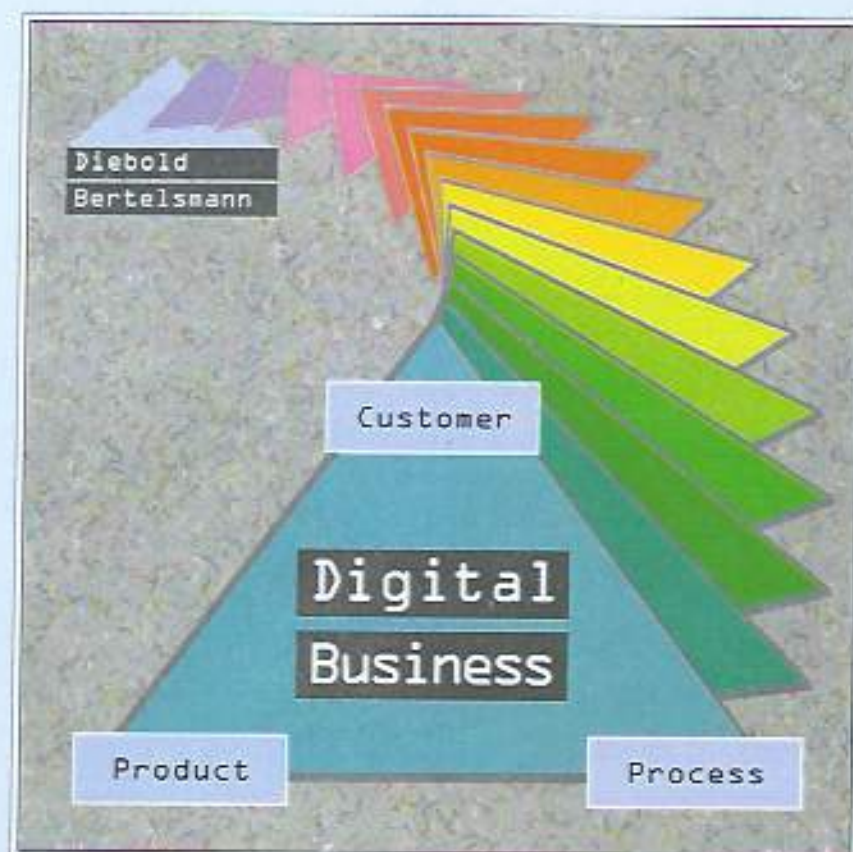 Diebold
Bertelsmann
Customer
Digital
Business
Product
Process